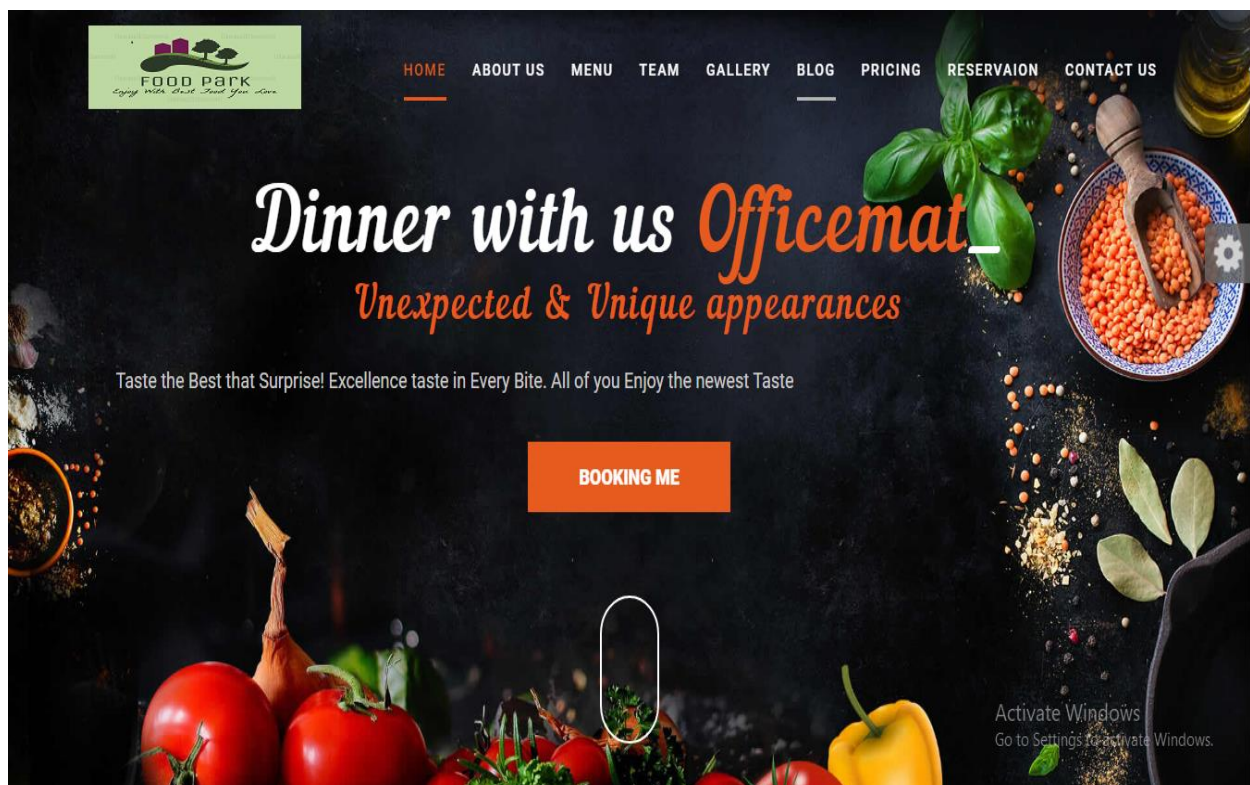 FOOD Park
Enjoy With Best Food You Love
HOME ABOUT US MENU TEAM GALLERY BLOG PRICING RESERVAION CONTACT US
Dinner with us Officemat_
Unexpected & Unique appearances
Taste the Best that Surprise! Excellence taste in Every Bite. All of you Enjoy the newest Taste
BOOKING ME
Activate Windows
Go to Settings to activate Windows.